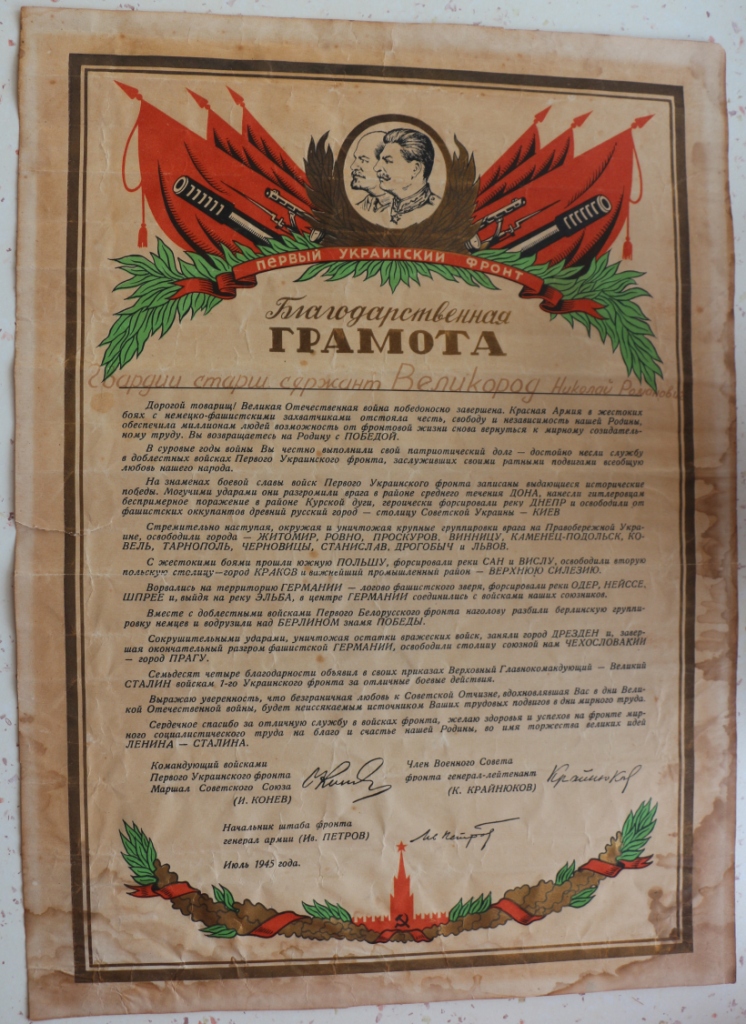 ПЕРВЫЙ УКРАИНСКИЙ ФРОНТ
Благодарственная
ГРАМОТА
Гвардии старш сержант Великород Николай
Дорогой товарищ! Великая Отечественная война победоносно завершена. Красная Армия в жестоких
боях с немецко-фашистскими захватчиками отстояла честь, свободу и независимость нашей Родины,
обеспечила миллионам людей возможность от фронтовой жизни снова вернуться к мирному созидатель-
ному труду. Вы возвращаетесь на Родину с ПОБЕДОЙ.
В суровые годы войны Вы честно выполнили свой патриотический долг — достойно несли службу
в доблестных войсках Первого Украинского фронта, заслуживших своими ратными подвигами всеобщую
любовь нашего народа.
На знаменах боевой славы войск Первого Украинского фронта записаны выдающиеся исторические
победы. Могучими ударами они разгромили врага в районе среднего течения ДОНА, нанесли гитлеровцам
беспримерное поражение в районе Курской дуги, героически форсировали реку ДНЕПР и освободили от
фашистских оккупантов древний русский город — столицу Советской Украины — КИЕВ
Стремительно наступая, окружая и уничтожая крупные группировки врага на Правобережной Укра-
ине, освободили города — ЖИТОМИР, РОВНО, ПРОСКУРОВ, ВИННИЦУ, КАМЕНЕЦ-ПОДОЛЬСК, КО-
ВЕЛЬ, ТАРНОПОЛЬ, ЧЕРНОВИЦЫ, СТАНИСЛАВ, ДРОГОБЫЧ и ЛЬВОВ.
С жестокими боями прошли южную ПОЛЬШУ, форсировали реки САН и ВИСЛУ, освободили вторую
польскую столицу—город КРАКОВ и важнейший промышленный район — ВЕРХНЮЮ СИЛЕЗИЮ.
Ворвались на территорию ГЕРМАНИИ — логово фашистского зверя, форсировали реки ОДЕР, НЕЙССЕ,
ШПРЕЕ и, выйдя на реку ЭЛЬБА, в центре ГЕРМАНИИ соединились с войсками наших союзников.
Вместе с доблестными войсками Первого Белорусского фронта наголову разбили берлинскую группи-
ровку немцев и водрузили над БЕРЛИНОМ знамя ПОБЕДЫ.
Сокрушительными ударами, уничтожая остатки вражеских войск, заняли город ДРЕЗДЕН и, завер-
шая окончательный разгром фашистской ГЕРМАНИИ, освободили столицу союзной нам ЧЕХОСЛОВАКИИ
— город ПРАГУ.
Семьдесят четыре благодарности объявил в своих приказах Верховный Главнокомандующий — Великий
СТАЛИН войскам 1-го Украинского фронта за отличные боевые действия.
Выражаю уверенность, что безграничная любовь к Советской Отчизне, вдохновлявшая Вас в дни Вели-
кой Отечественной войны, будет неиссякаемым источником Ваших трудовых подвигов в дни мирного труда.
Сердечное спасибо за отличную службу в войсках фронта, желаю здоровья и успехов на фронте мир-
ного социалистического труда на благо и счастье нашей Родины, во имя торжества великих идей
ЛЕНИНА — СТАЛИНА.
Командующий войсками
Первого Украинского фронта
Маршал Советского Союза
(И. КОНЕВ)
Член Военного Совета
фронта генерал-лейтенант
(К. КРАЙНЮКОВ)
Крайнюков
Начальник штаба фронта
генерал армии (Ив. ПЕТРОВ)
Ив Петров
Июль 1945 года.